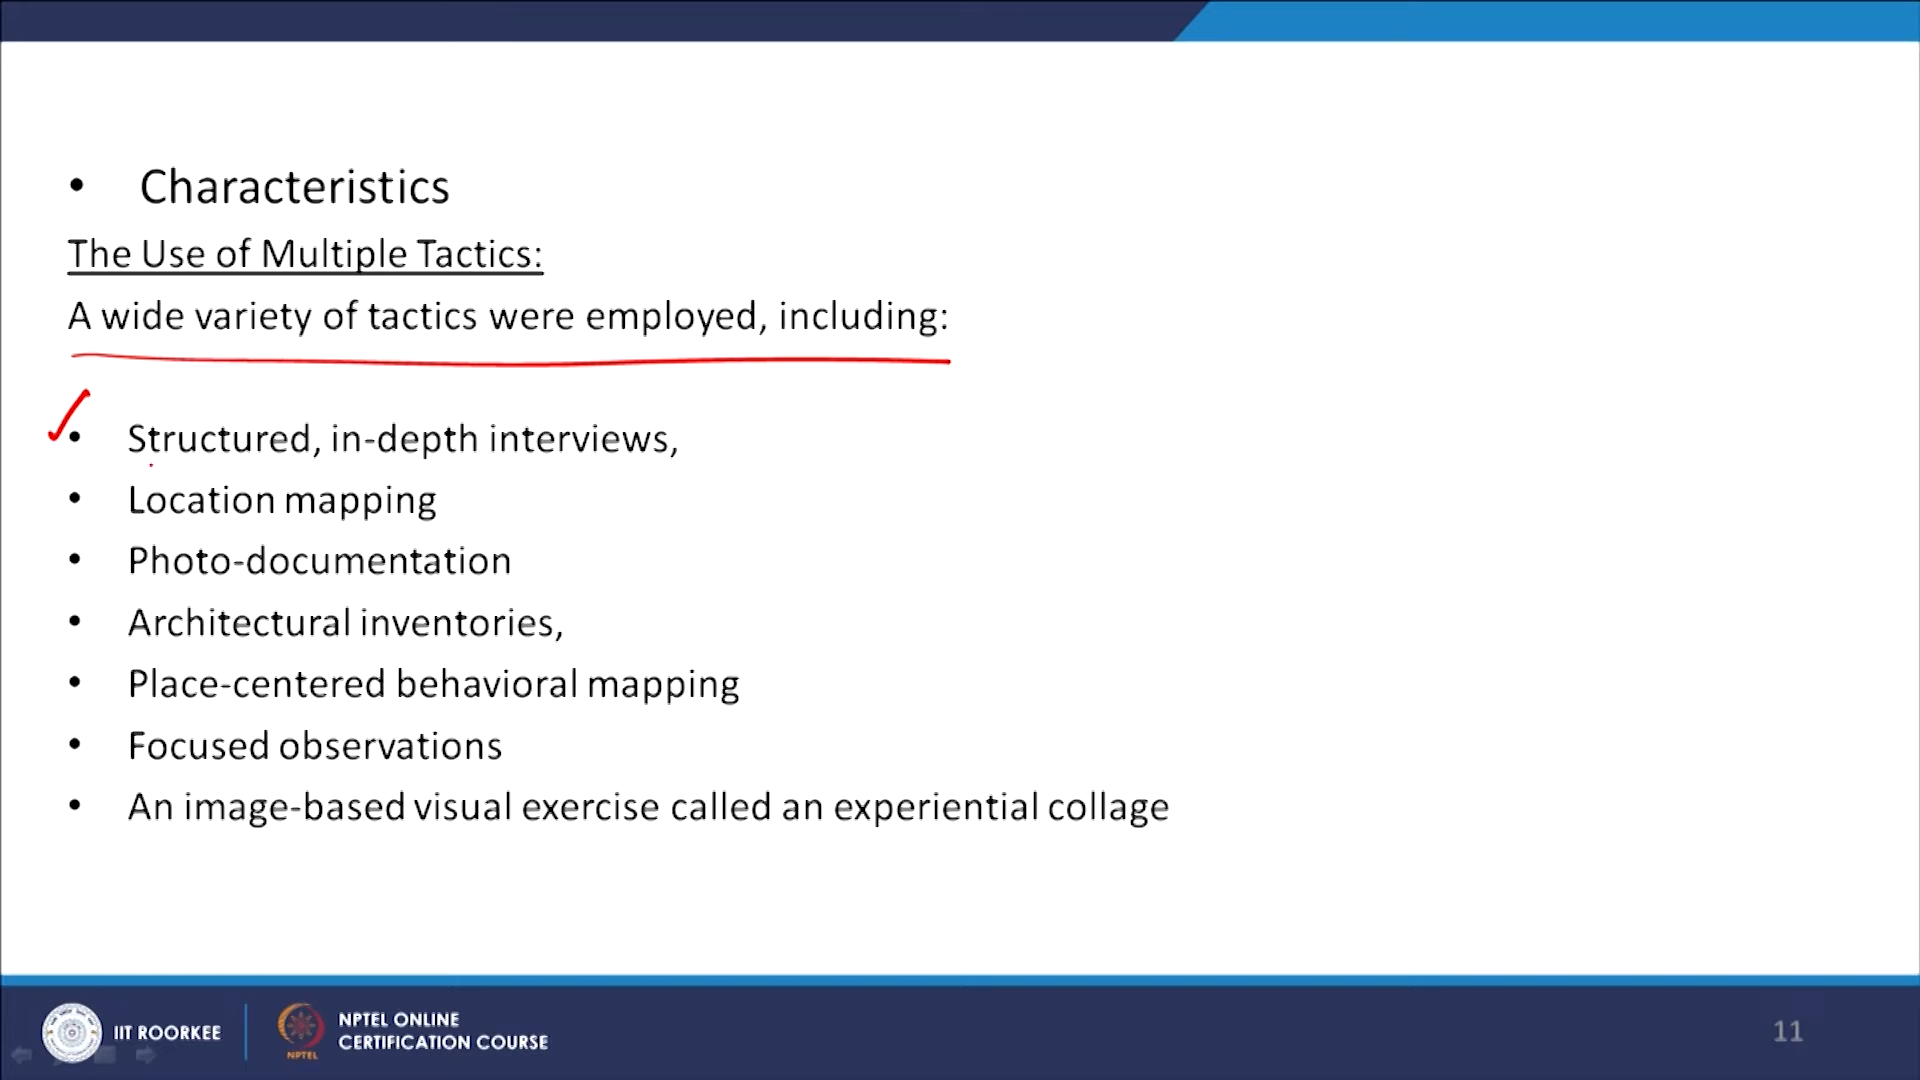 • Characteristics
The Use of Multiple Tactics:
A wide variety of tactics were employed, including:
• Structured, in-depth interviews,
• Location mapping
• Photo-documentation
• Architectural inventories,
• Place-centered behavioral mapping
• Focused observations
• An image-based visual exercise called an experiential collage
IIT ROORKEE
NPTEL
NPTEL ONLINE
CERTIFICATION COURSE
11